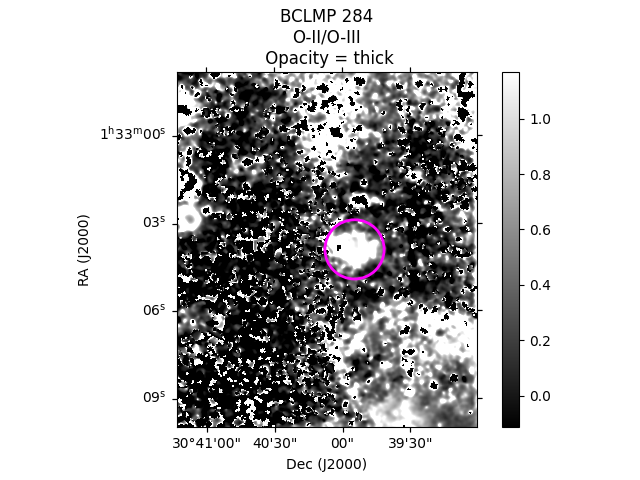 BCLMP 284
O-II/O-III
Opacity = thick
1ʰ33ᵐ00ˢ
03ˢ
06ˢ
09ˢ
RA (J2000)
30°41'00" 40'30" 00" 39'30"
Dec (J2000)
1.0
0.8
0.6
0.4
0.2
0.0